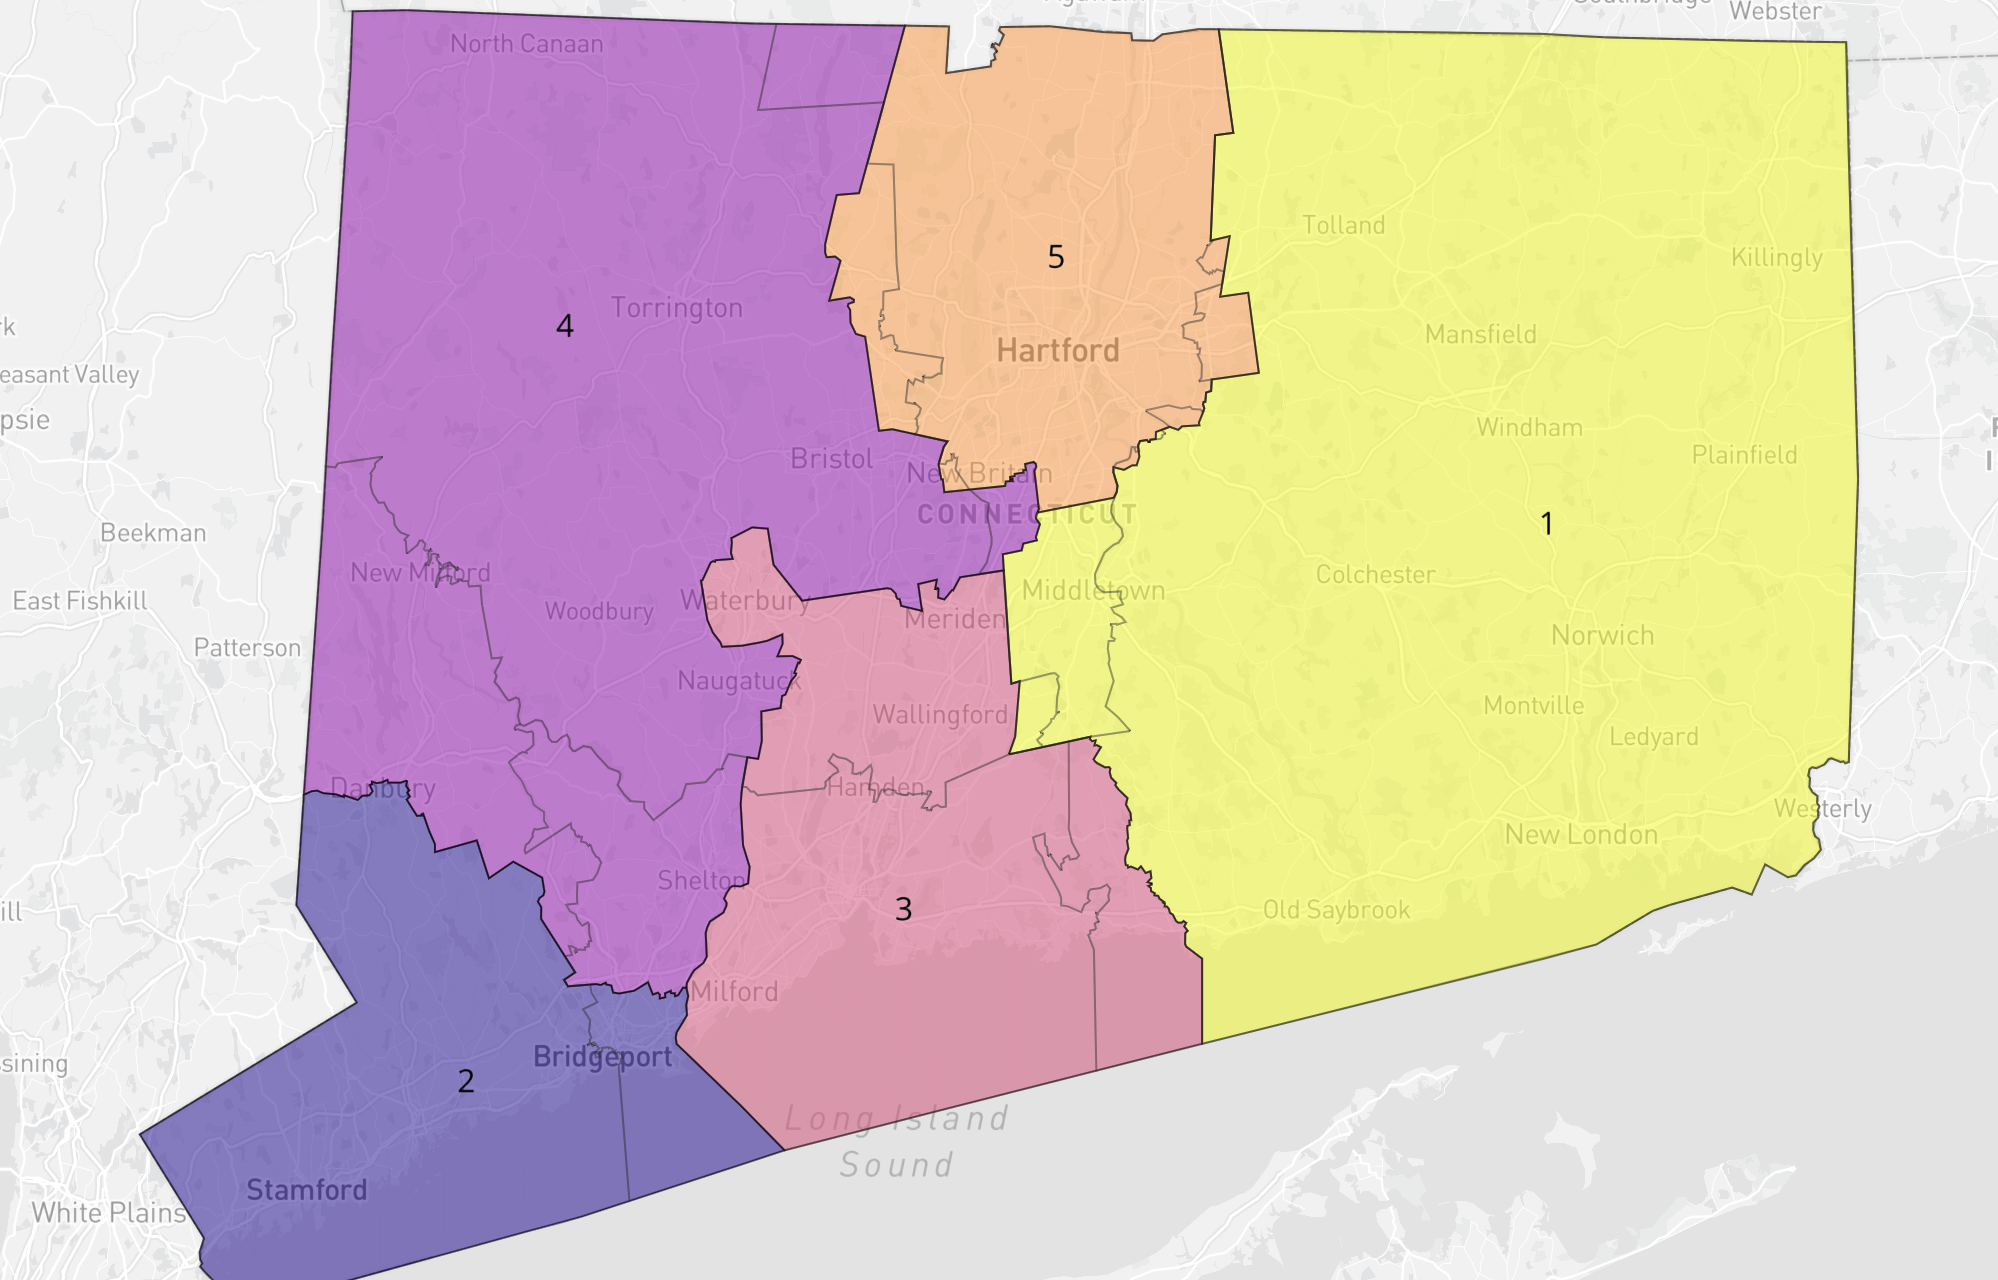 Agawam
Southbridge
Webster
North Canaan
Tolland
5
Killingly
Torrington
4
Hartford
Mansfield
easant Valley
psie
Bristol
New Britain
Windham
Plainfield
CONNECTICUT
1
Beekman
New Milford
East Fishkill
Woodbury
Waterbury
Meriden
Middletown
Colchester
Patterson
Norwich
Naugatuck
Wallingford
Montville
Ledyard
Danbury
Hamden
Westerly
New London
Shelton
3
Old Saybrook
ill
Milford
ssining
Bridgeport
2
Long Island
Sound
Stamford
White Plains